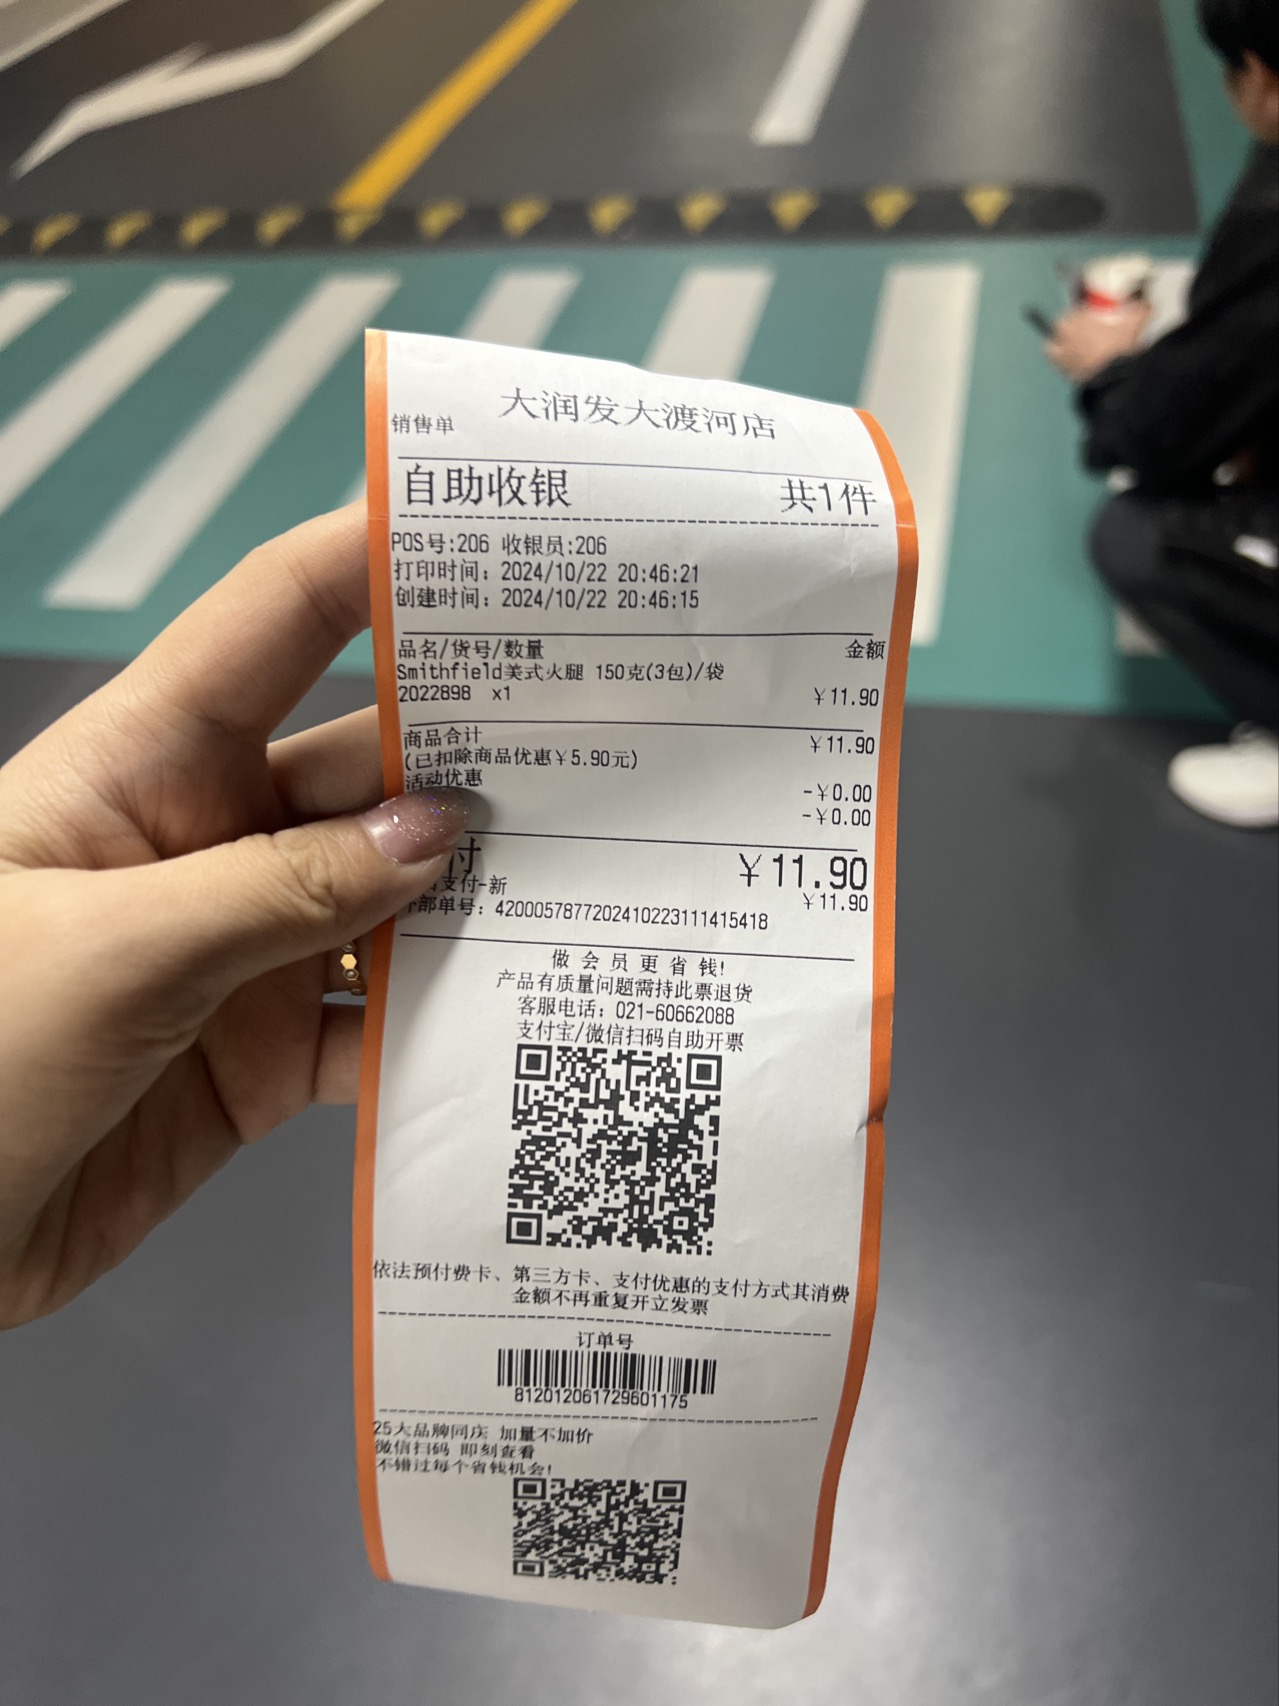 大润发大渡河店
销售单
自助收银 共1件
POS号:206 收银员:206
打印时间: 2024/10/22 20:46:21
创建时间: 2024/10/22 20:46:15
品名/货号/数量 金额
Smithfield美式火腿 150克(3包)/袋
2022898 x1 ￥11.90
商品合计 ￥11.90
(已扣除商品优惠￥5.90元)
活动优惠 -￥0.00
-￥0.00
付 ￥11.90
支付-新 ￥11.90
部单号: 4200057877202410223111415418
做会员更省钱!
产品有质量问题需持此票退货
客服电话: 021-60662088
支付宝/微信扫码自助开票
依法预付费卡、第三方卡、支付优惠的支付方式其消费
金额不再重复开立发票
订单号
812012061729601175
25大品牌同庆 加量不加价
微信扫码 即刻查看
不错过每个省钱机会!